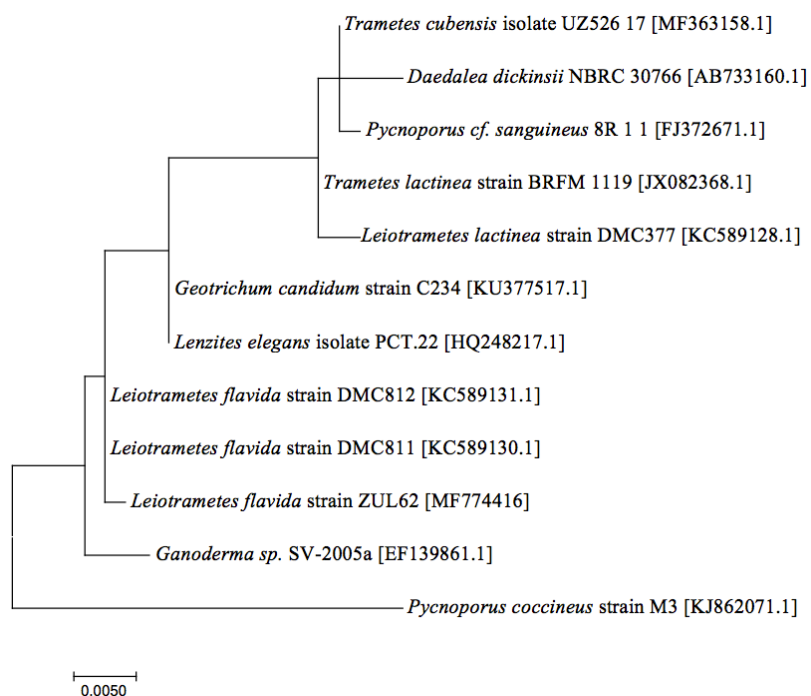 Trametes cubensis isolate UZ526 17 [MF363158.1]
Daedalea dickinsii NBRC 30766 [AB733160.1]
Pycnoporus cf. sanguineus 8R 1 1 [FJ372671.1]
Trametes lactinea strain BRFM 1119 [JX082368.1]
Leiotrametes lactinea strain DMC377 [KC589128.1]
Geotrichum candidum strain C234 [KU377517.1]
Lenzites elegans isolate PCT.22 [HQ248217.1]
Leiotrametes flavida strain DMC812 [KC589131.1]
Leiotrametes flavida strain DMC811 [KC589130.1]
Leiotrametes flavida strain ZUL62 [MF774416]
Ganoderma sp. SV-2005a [EF139861.1]
Pycnoporus coccineus strain M3 [KJ862071.1]
0.0050